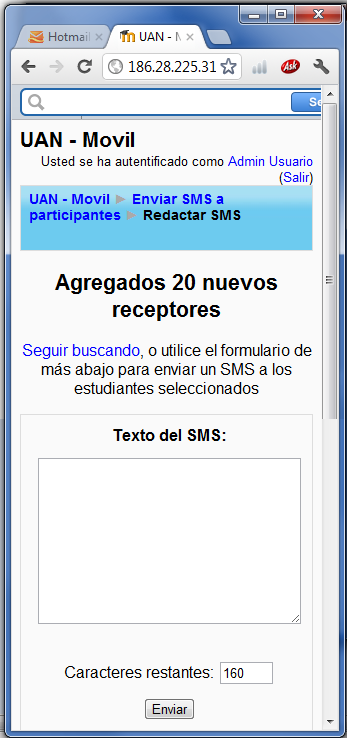 Hotmail
UAN - M
186.28.225.31
Ask
Se
UAN - Movil
Usted se ha autentificado como Admin Usuario
(Salir)
UAN - Movil ► Enviar SMS a
participantes ► Redactar SMS
Agregados 20 nuevos
receptores
Seguir buscando, o utilice el formulario de
más abajo para enviar un SMS a los
estudiantes seleccionados
Texto del SMS:
Caracteres restantes: 160
Enviar